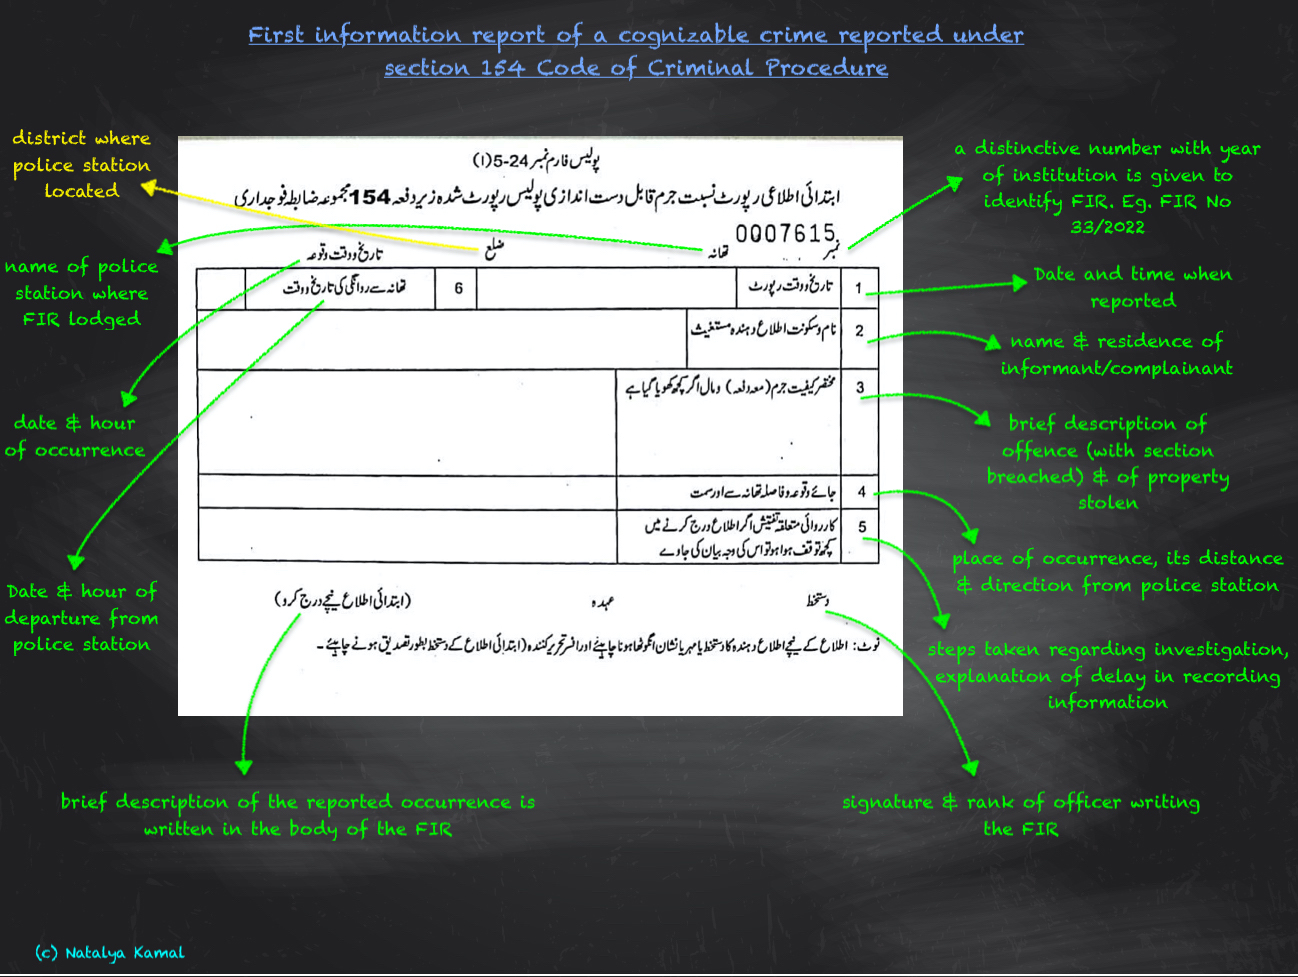 First information report of a cognizable crime reported under
section 154 Code of Criminal Procedure
district where
police station
located
a distinctive number with year
of institution is given to
identify FIR. Eg. FIR No
33/2022
name of police
station where
FIR lodged
Date and time when
reported
name & residence of
informant/complainant
date & hour
of occurrence
brief description of
offence (with section
breached) & of property
stolen
place of occurrence, its distance
& direction from police station
Date & hour of
departure from
police station
steps taken regarding investigation,
explanation of delay in recording
information
پولیس فارم نمبر 24-5(۱)
ابتدائی اطلاعی رپورٹ نسبت جرم قابل دست اندازی پولیس رپورٹ شدہ زیر دفعہ 154 مجموعہ ضابطہ فوجداری
0007615
نمبر تھانہ ضلع تاریخ و وقت وقوعہ
1 تاریخ و وقت رپورٹ 6 تھانہ سے روانگی کی تاریخ و وقت
2 نام و سکونت اطلاع دہندہ مستغیث
3 مختصر کیفیت جرم (معہ دفعہ) و مال اگر کچھ کھویا گیا ہے
4 جائے وقوعہ و فاصلہ تھانہ سے اور سمت
5 کارروائی متعلقہ تفتیش اگر اطلاع درج کرنے میں
کچھ توقف ہوا ہو تو اس کی وجہ بیان کی جاوے
دستخط عہدہ (ابتدائی اطلاع نیچے درج کرو)
نوٹ: اطلاع کے نیچے اطلاع دہندہ کا دستخط یا مہر یا نشان انگوٹھا ہونا چاہئے اور افسر تحریر کنندہ (ابتدائی اطلاع کے دستخط بطور تصدیق ہونے چاہئے۔
brief description of the reported occurrence is
written in the body of the FIR
signature & rank of officer writing
the FIR
(c) Natalya Kamal